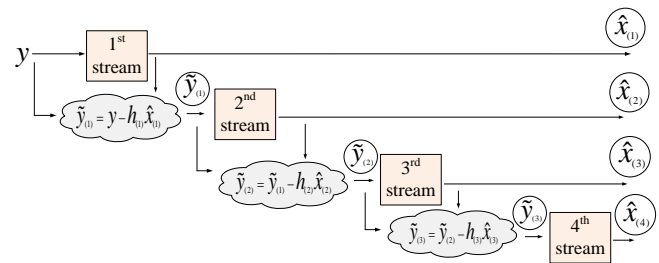 y
1st
stream
x̂(1)
ỹ(1) = y − h(1)x̂(1)
ỹ(1)
2nd
stream
x̂(2)
ỹ(2) = ỹ(1) − h(2)x̂(2)
ỹ(2)
3rd
stream
x̂(3)
ỹ(3) = ỹ(2) − h(3)x̂(3)
ỹ(3)
4th
stream
x̂(4)